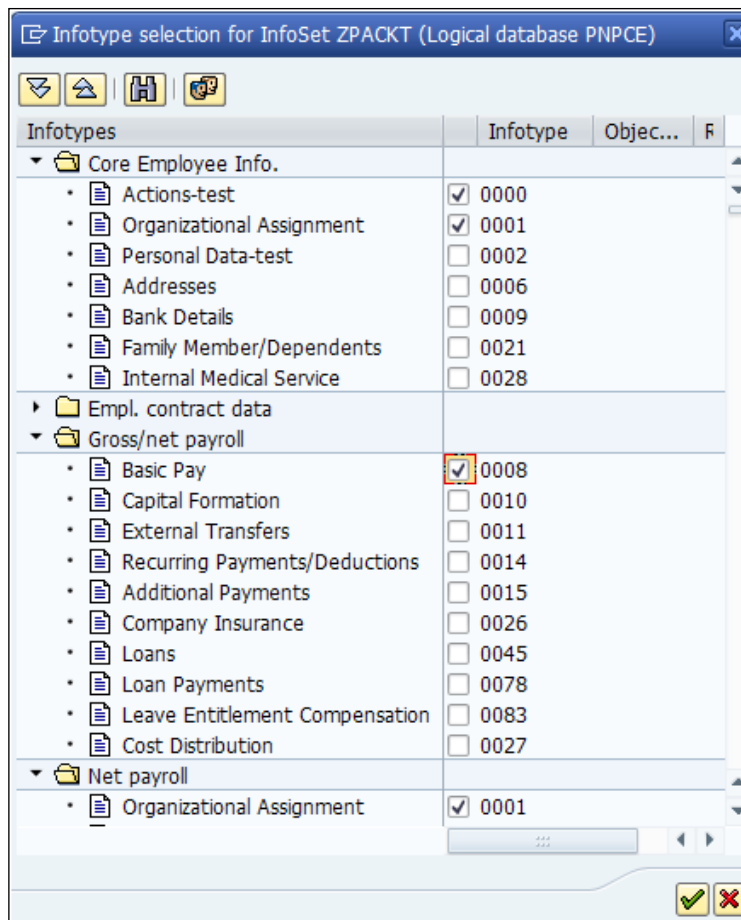 Infotype selection for InfoSet ZPACKT (Logical database PNPCE)
Infotypes Infotype Objec... R
Core Employee Info.
Actions-test 0000
Organizational Assignment 0001
Personal Data-test 0002
Addresses 0006
Bank Details 0009
Family Member/Dependents 0021
Internal Medical Service 0028
Empl. contract data
Gross/net payroll
Basic Pay 0008
Capital Formation 0010
External Transfers 0011
Recurring Payments/Deductions 0014
Additional Payments 0015
Company Insurance 0026
Loans 0045
Loan Payments 0078
Leave Entitlement Compensation 0083
Cost Distribution 0027
Net payroll
Organizational Assignment 0001